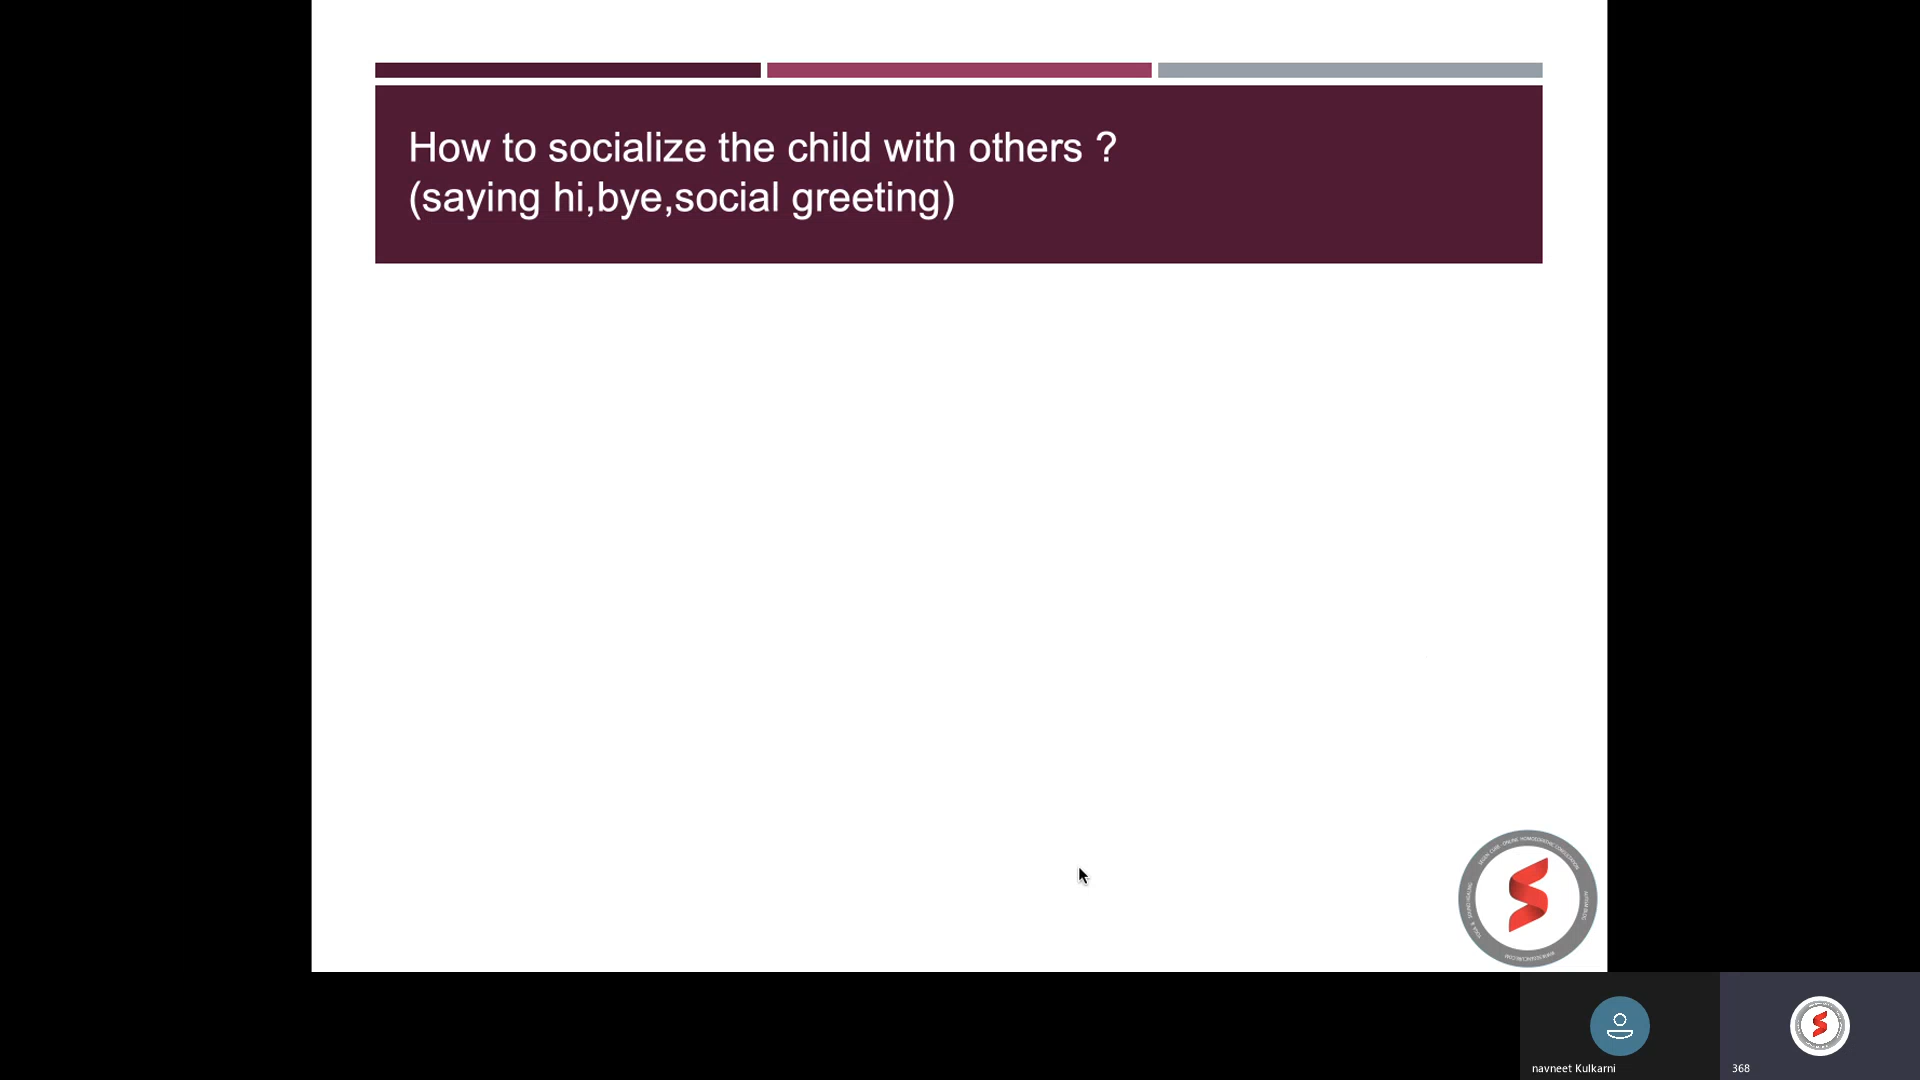 How to socialize the child with others ?
(saying hi,bye,social greeting)
navneet Kulkarni
368